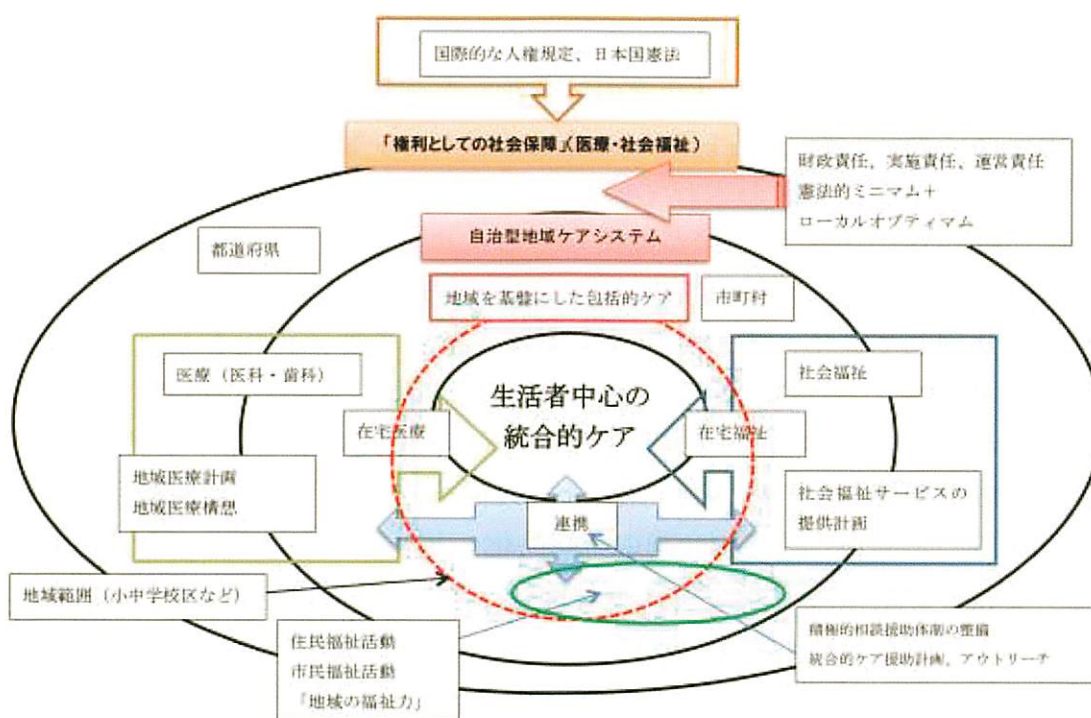 国際的な人権規定、日本国憲法
「権利としての社会保障」(医療・社会福祉)
財政責任、実施責任、運営責任
憲法的ミニマム＋
ローカルオプティマム
都道府県
自治型地域ケアシステム
地域を基盤にした包括的ケア
市町村
医療（医科・歯科）
社会福祉
生活者中心の
統合的ケア
在宅医療
在宅福祉
地域医療計画
地域医療構想
社会福祉サービスの
提供計画
連携
地域範囲（小中学校区など）
住民福祉活動
市民福祉活動
「地域の福祉力」
積極的相談援助体制の整備
統合的ケア援助計画、アウトリーチ